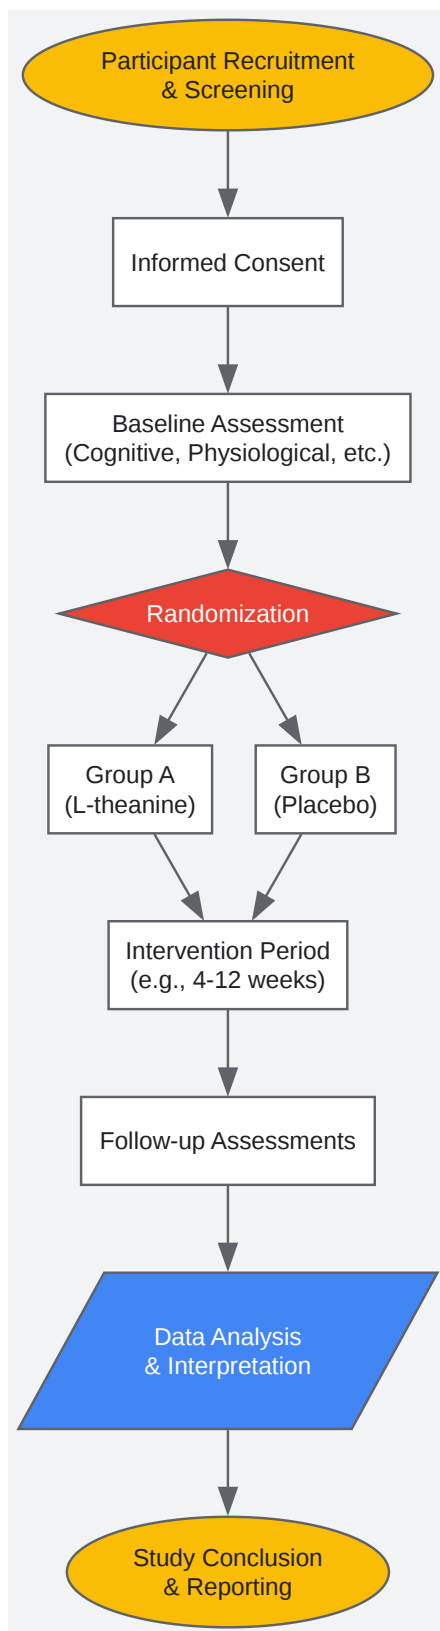 Participant Recruitment
& Screening
Informed Consent
Baseline Assessment
(Cognitive, Physiological, etc.)
Randomization
Group A
(L-theanine)
Group B
(Placebo)
Intervention Period
(e.g., 4-12 weeks)
Follow-up Assessments
Data Analysis
& Interpretation
Study Conclusion
& Reporting